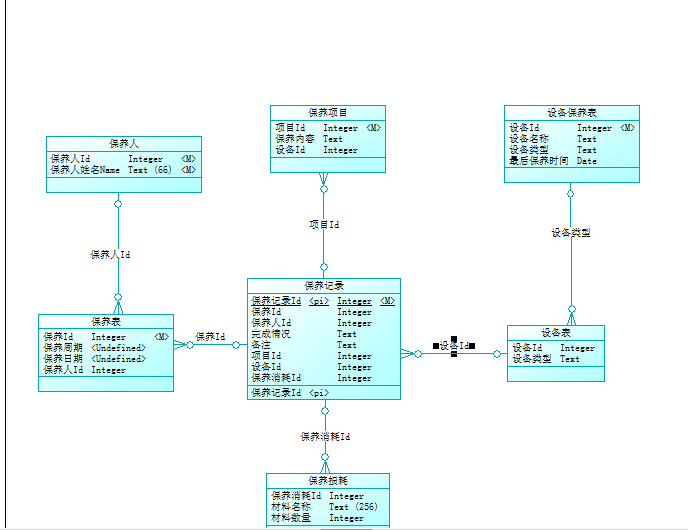 保养人
保养人Id Integer <M>
保养人姓名Name Text (66) <M>
保养项目
项目Id Integer <M>
保养内容 Text
设备Id Integer
设备保养表
设备Id Integer <M>
设备名称 Text
设备类型 Text
最后保养时间 Date
保养人Id
项目Id
设备类型
保养表
保养Id Integer <M>
保养周期 <Undefined>
保养日期 <Undefined>
保养人Id Integer
保养Id
保养记录
保养记录Id <pi> Integer <M>
保养Id Integer
保养人Id Integer
完成情况 Text
备注 Text
项目Id Integer
设备Id Integer
保养消耗Id Integer
保养记录Id <pi>
设备Id
设备表
设备Id Integer
设备类型 Text
保养消耗Id
保养损耗
保养消耗Id Integer
材料名称 Text (256)
材料数量 Integer